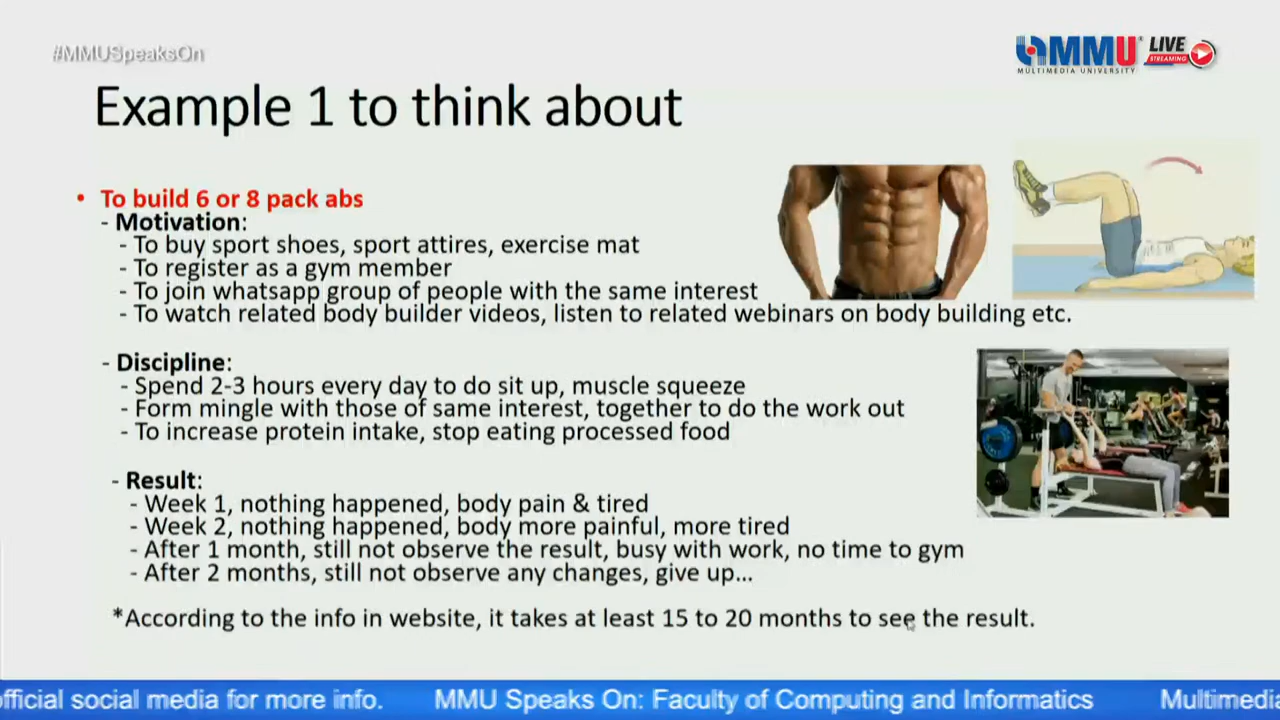 #MMUSpeaksOn
MMU LIVE
MULTIMEDIA UNIVERSITY STREAMING
Example 1 to think about
• To build 6 or 8 pack abs
- Motivation:
- To buy sport shoes, sport attires, exercise mat
- To register as a gym member
- To join whatsapp group of people with the same interest
- To watch related body builder videos, listen to related webinars on body building etc.
- Discipline:
- Spend 2-3 hours every day to do sit up, muscle squeeze
- Form mingle with those of same interest, together to do the work out
- To increase protein intake, stop eating processed food
- Result:
- Week 1, nothing happened, body pain & tired
- Week 2, nothing happened, body more painful, more tired
- After 1 month, still not observe the result, busy with work, no time to gym
- After 2 months, still not observe any changes, give up...
*According to the info in website, it takes at least 15 to 20 months to see the result.
official social media for more info. MMU Speaks On: Faculty of Computing and Informatics Multimedia